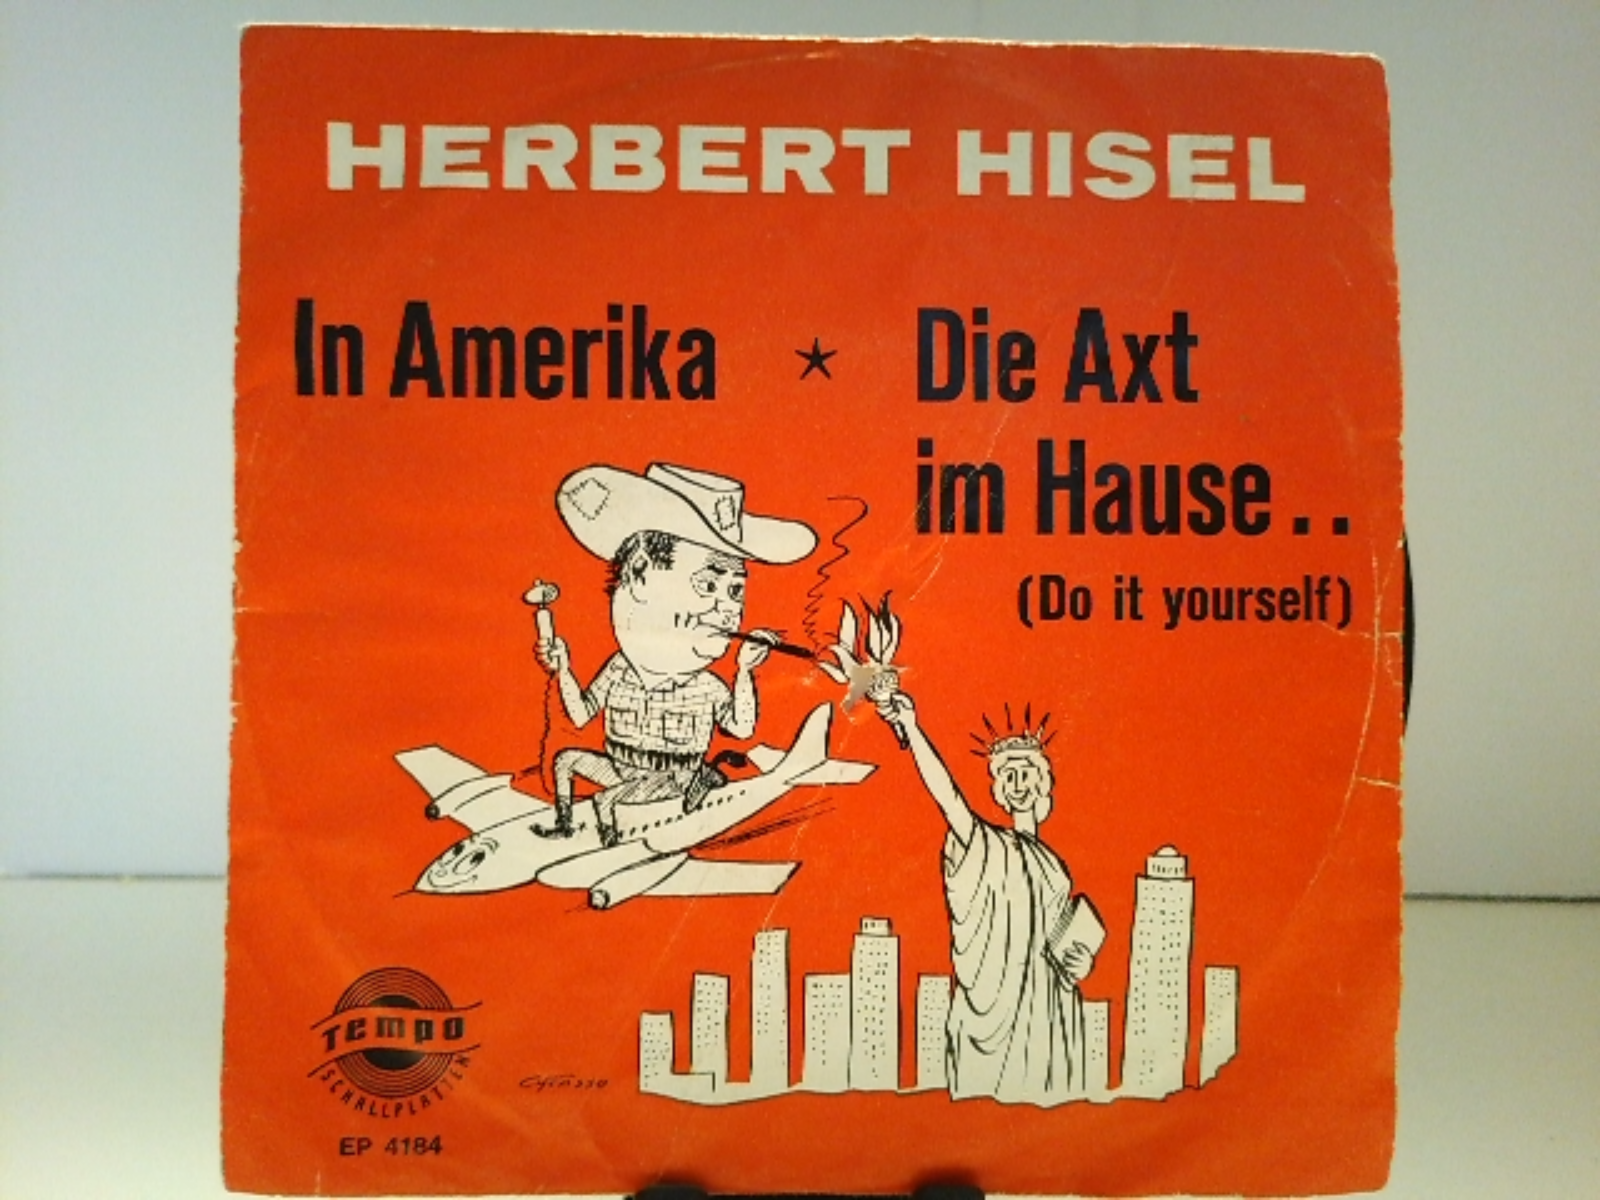 HERBERT HISEL
In Amerika ★ Die Axt
im Hause . .
(Do it yourself)
Tempo
SCHALLPLATTEN
EP 4184